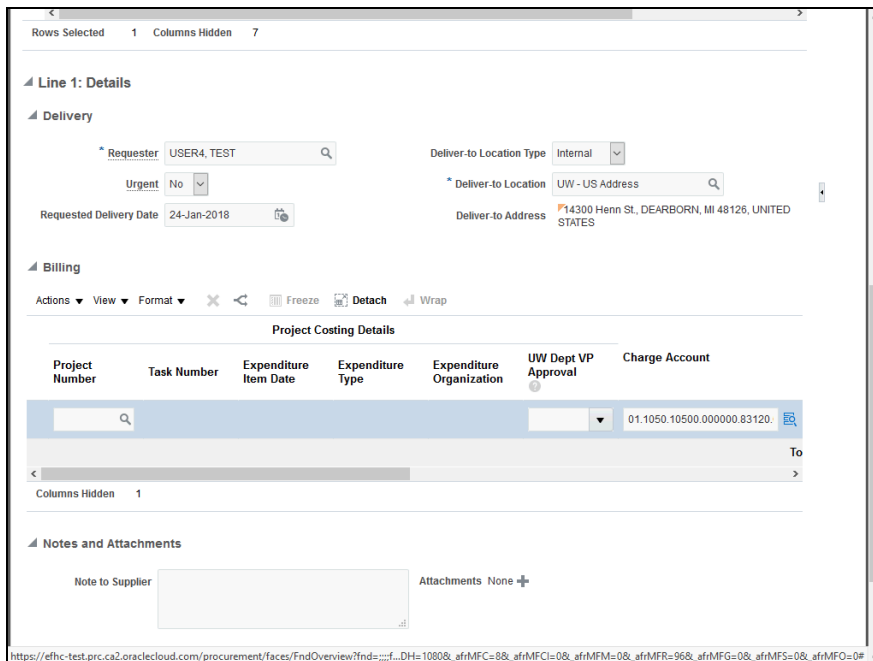 Rows Selected 1 Columns Hidden 7
Line 1: Details
Delivery
* Requester USER4, TEST Deliver-to Location Type Internal
Urgent No * Deliver-to Location UW - US Address
Requested Delivery Date 24-Jan-2018 Deliver-to Address 14300 Henn St., DEARBORN, MI 48126, UNITED
STATES
Billing
Actions View Format Freeze Detach Wrap
Project Costing Details
Project Number Task Number Expenditure Item Date Expenditure Type Expenditure Organization UW Dept VP Approval Charge Account
01.1050.10500.000000.83120.
To
Columns Hidden 1
Notes and Attachments
Note to Supplier Attachments None
https://efhc-test.prc.ca2.oraclecloud.com/procurement/faces/FndOverview?fnd=;;;;f...DH=1080&_afrMFC=8&_afrMFCI=0&_afrMFM=0&_afrMFR=96&_afrMFG=0&_afrMFS=0&_afrMFO=0#